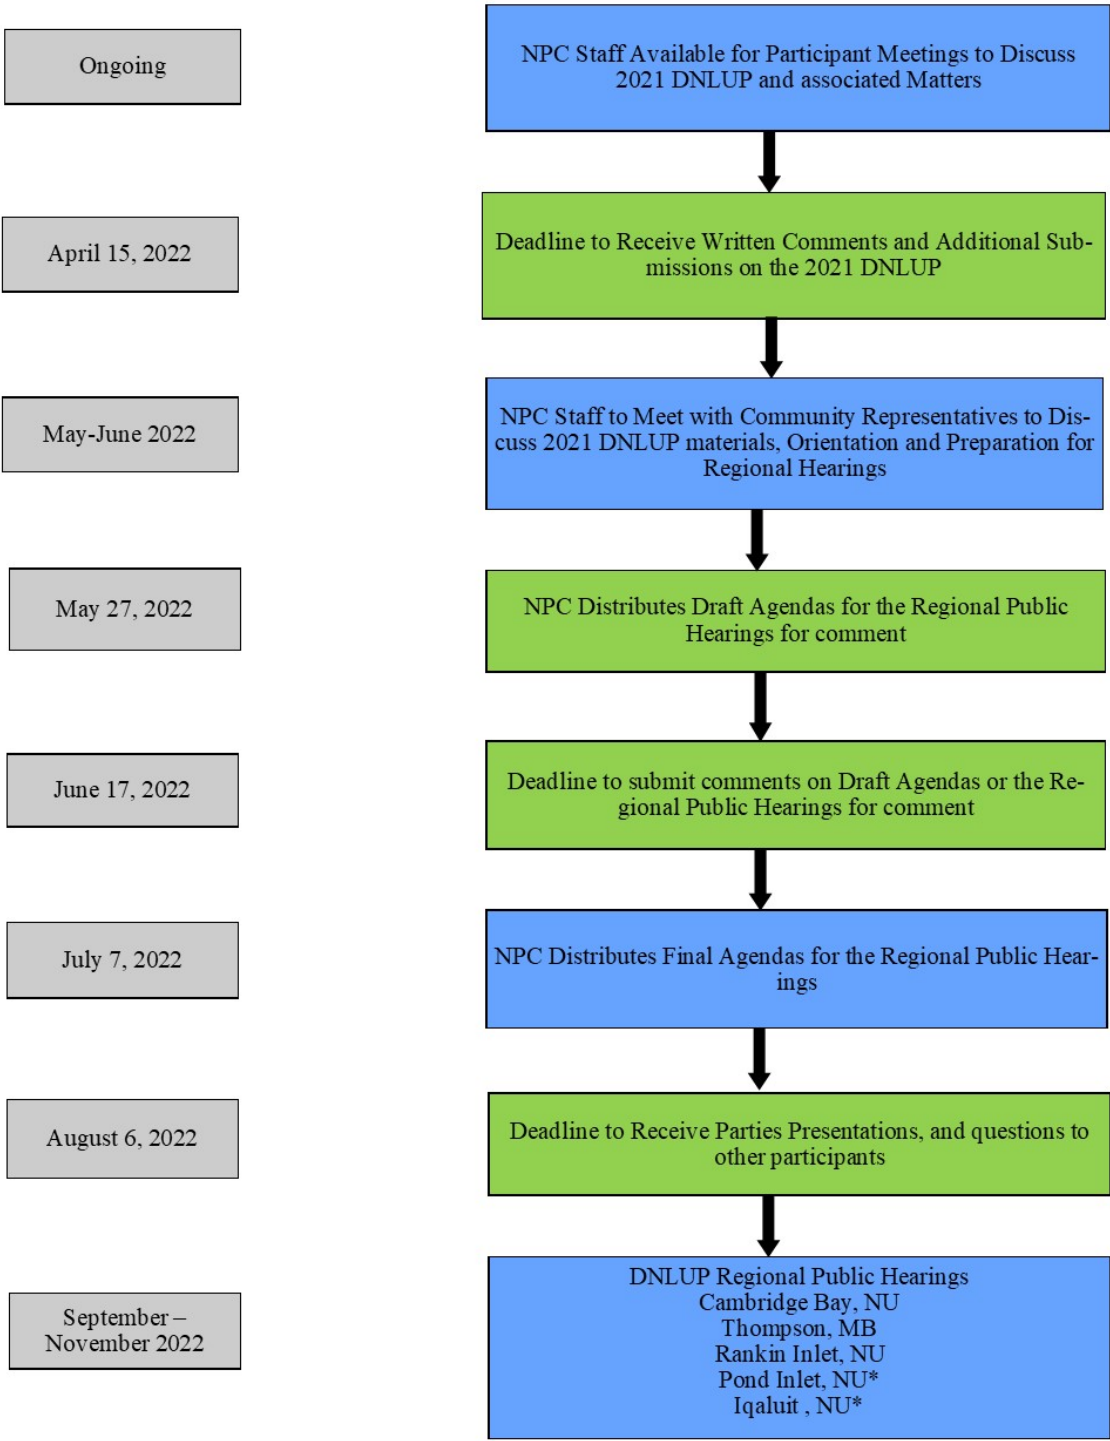 Ongoing
NPC Staff Available for Participant Meetings to Discuss
2021 DNLUP and associated Matters
April 15, 2022
Deadline to Receive Written Comments and Additional Sub-
missions on the 2021 DNLUP
May-June 2022
NPC Staff to Meet with Community Representatives to Dis-
cuss 2021 DNLUP materials, Orientation and Preparation for
Regional Hearings
May 27, 2022
NPC Distributes Draft Agendas for the Regional Public
Hearings for comment
June 17, 2022
Deadline to submit comments on Draft Agendas or the Re-
gional Public Hearings for comment
July 7, 2022
NPC Distributes Final Agendas for the Regional Public Hear-
ings
August 6, 2022
Deadline to Receive Parties Presentations, and questions to
other participants
September –
November 2022
DNLUP Regional Public Hearings
Cambridge Bay, NU
Thompson, MB
Rankin Inlet, NU
Pond Inlet, NU*
Iqaluit , NU*